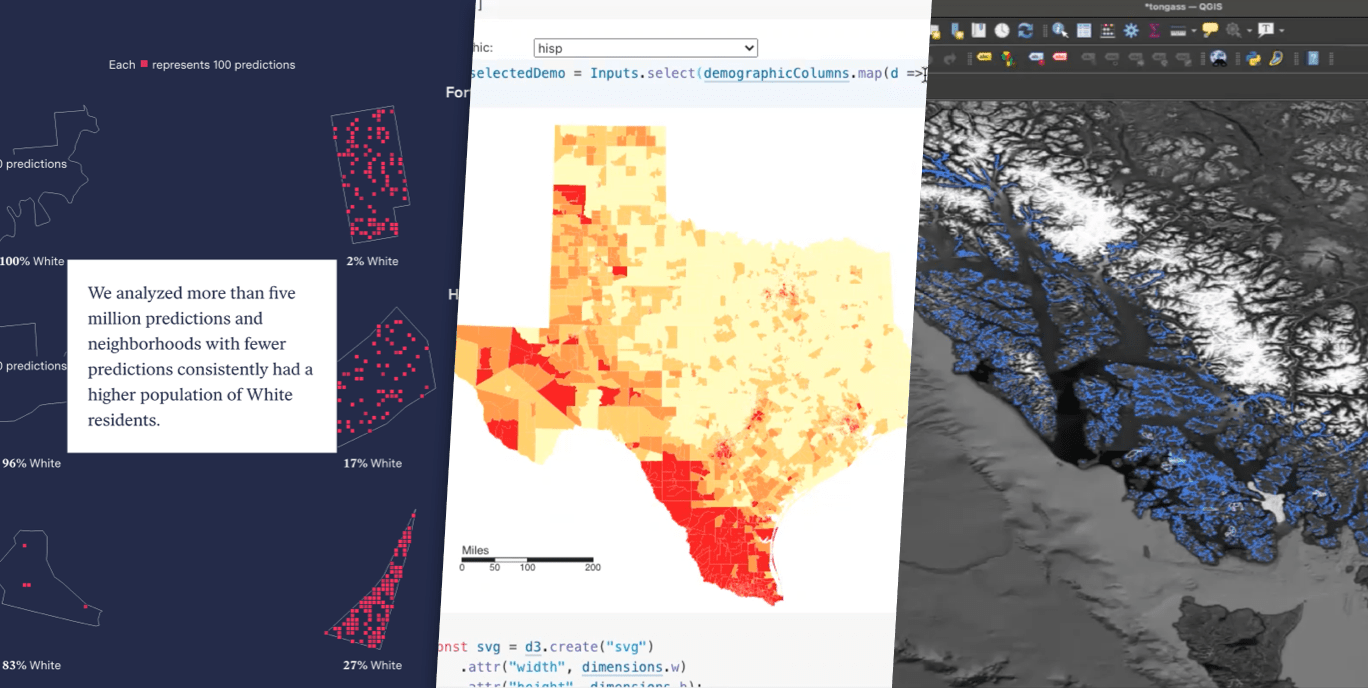 Each ■ represents 100 predictions
0 predictions
100% White
2% White
We analyzed more than five
million predictions and
neighborhoods with fewer
predictions consistently had a
higher population of White
residents.
0 predictions
96% White
17% White
83% White
27% White
]
hic:
hisp
selectedDemo = Inputs.select(demographicColumns.map(d =>
For
H
Miles
0 50 100 200
onst svg = d3.create("svg")
.attr("width", dimensions.w)
.attr("height", dimensions.h);
*tongass — QGIS
abc
T